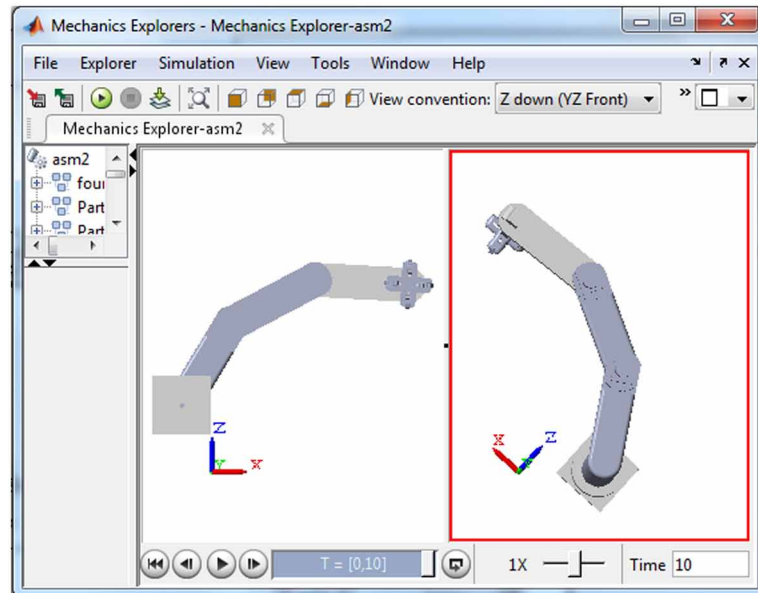 Mechanics Explorers - Mechanics Explorer-asm2
File Explorer Simulation View Tools Window Help
View convention: Z down (YZ Front) »
Mechanics Explorer-asm2
asm2
four
Part
Part
Z
Y X
X Z
Y
T = [0,10] 1X Time 10